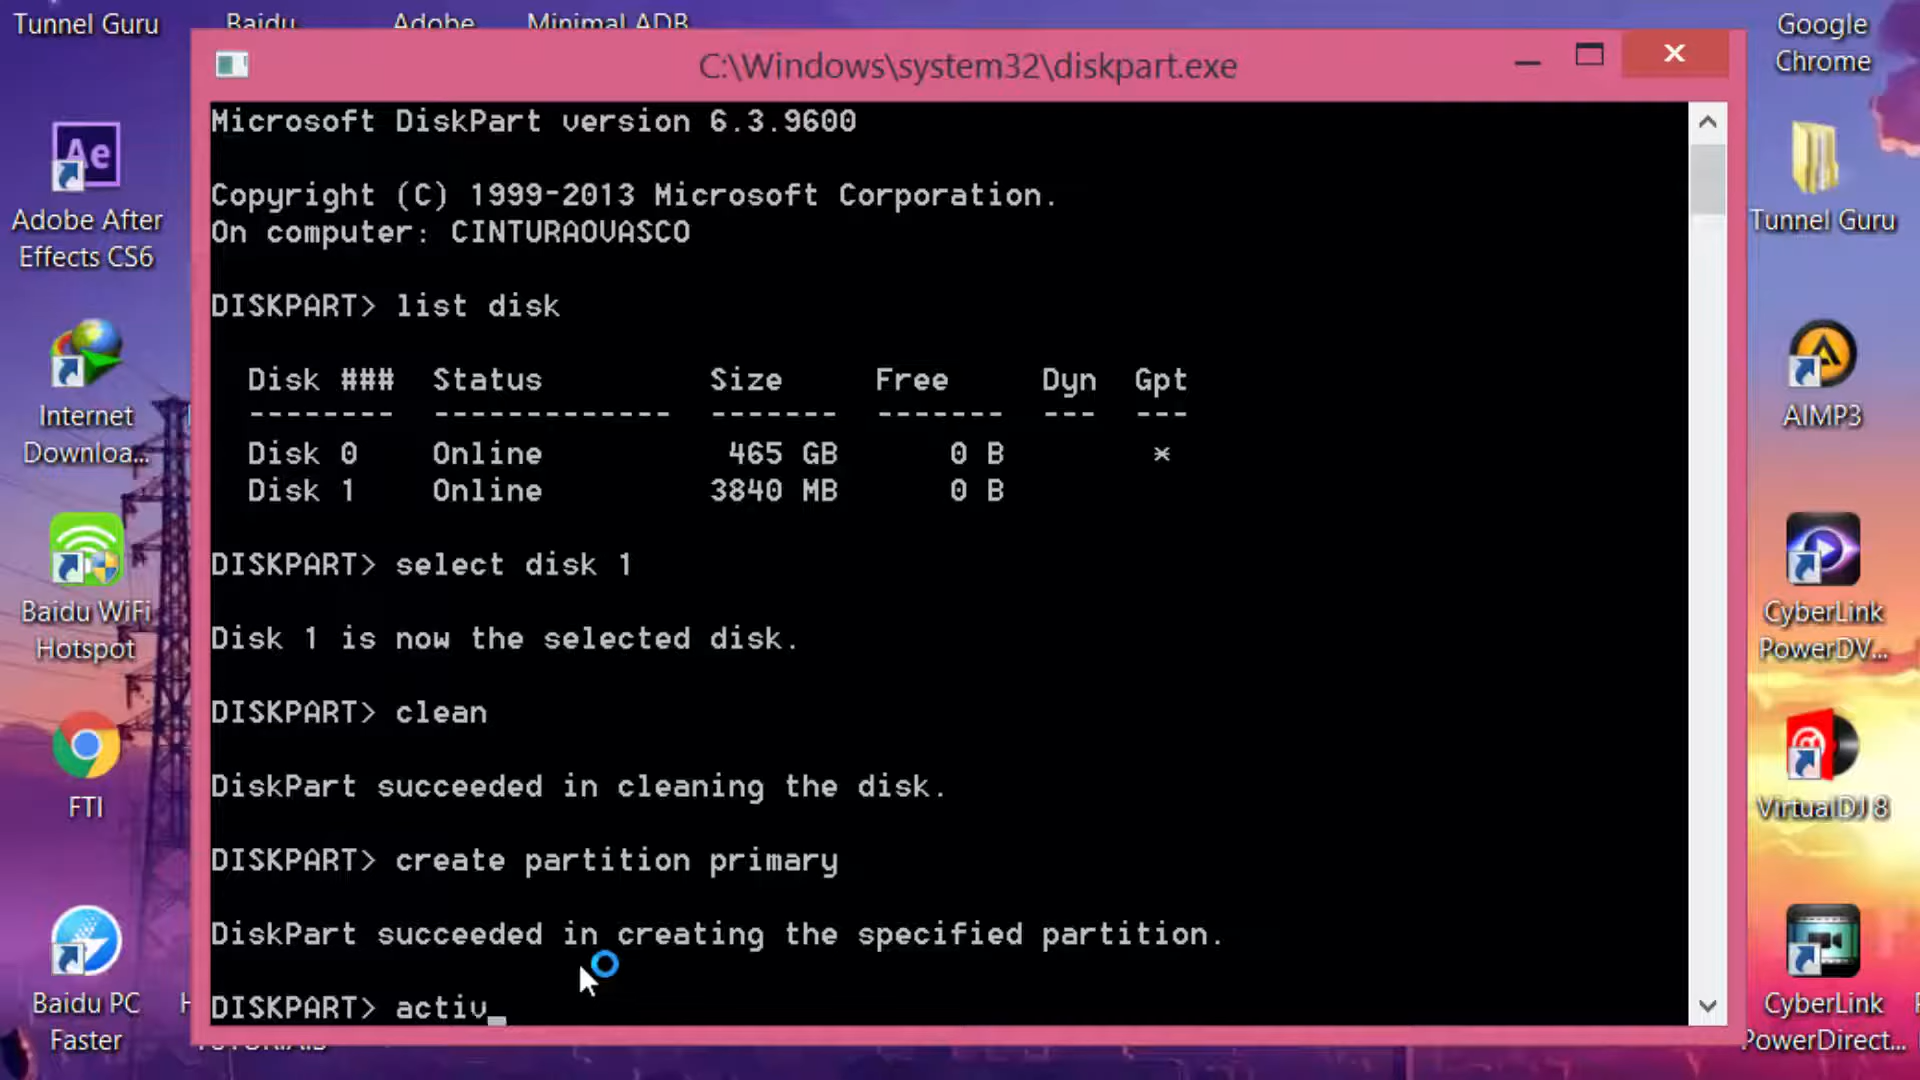 Tunnel Guru
Baidu
Adobe
Minimal ADB
Google
Chrome
C:\Windows\system32\diskpart.exe
Microsoft DiskPart version 6.3.9600
Copyright (C) 1999-2013 Microsoft Corporation.
On computer: CINTURAOVASCO
DISKPART> list disk
Disk ### Status Size Free Dyn Gpt
-------- ------------- ------- ------- --- ---
Disk 0 Online 465 GB 0 B *
Disk 1 Online 3840 MB 0 B
DISKPART> select disk 1
Disk 1 is now the selected disk.
DISKPART> clean
DiskPart succeeded in cleaning the disk.
DISKPART> create partition primary
DiskPart succeeded in creating the specified partition.
DISKPART> activ_
Ae
Adobe After
Effects CS6
Internet
Downloa...
Baidu WiFi
Hotspot
FTI
Baidu PC
Faster
Tunnel Guru
AIMP3
CyberLink
PowerDV...
VirtualDJ 8
CyberLink
PowerDirect...